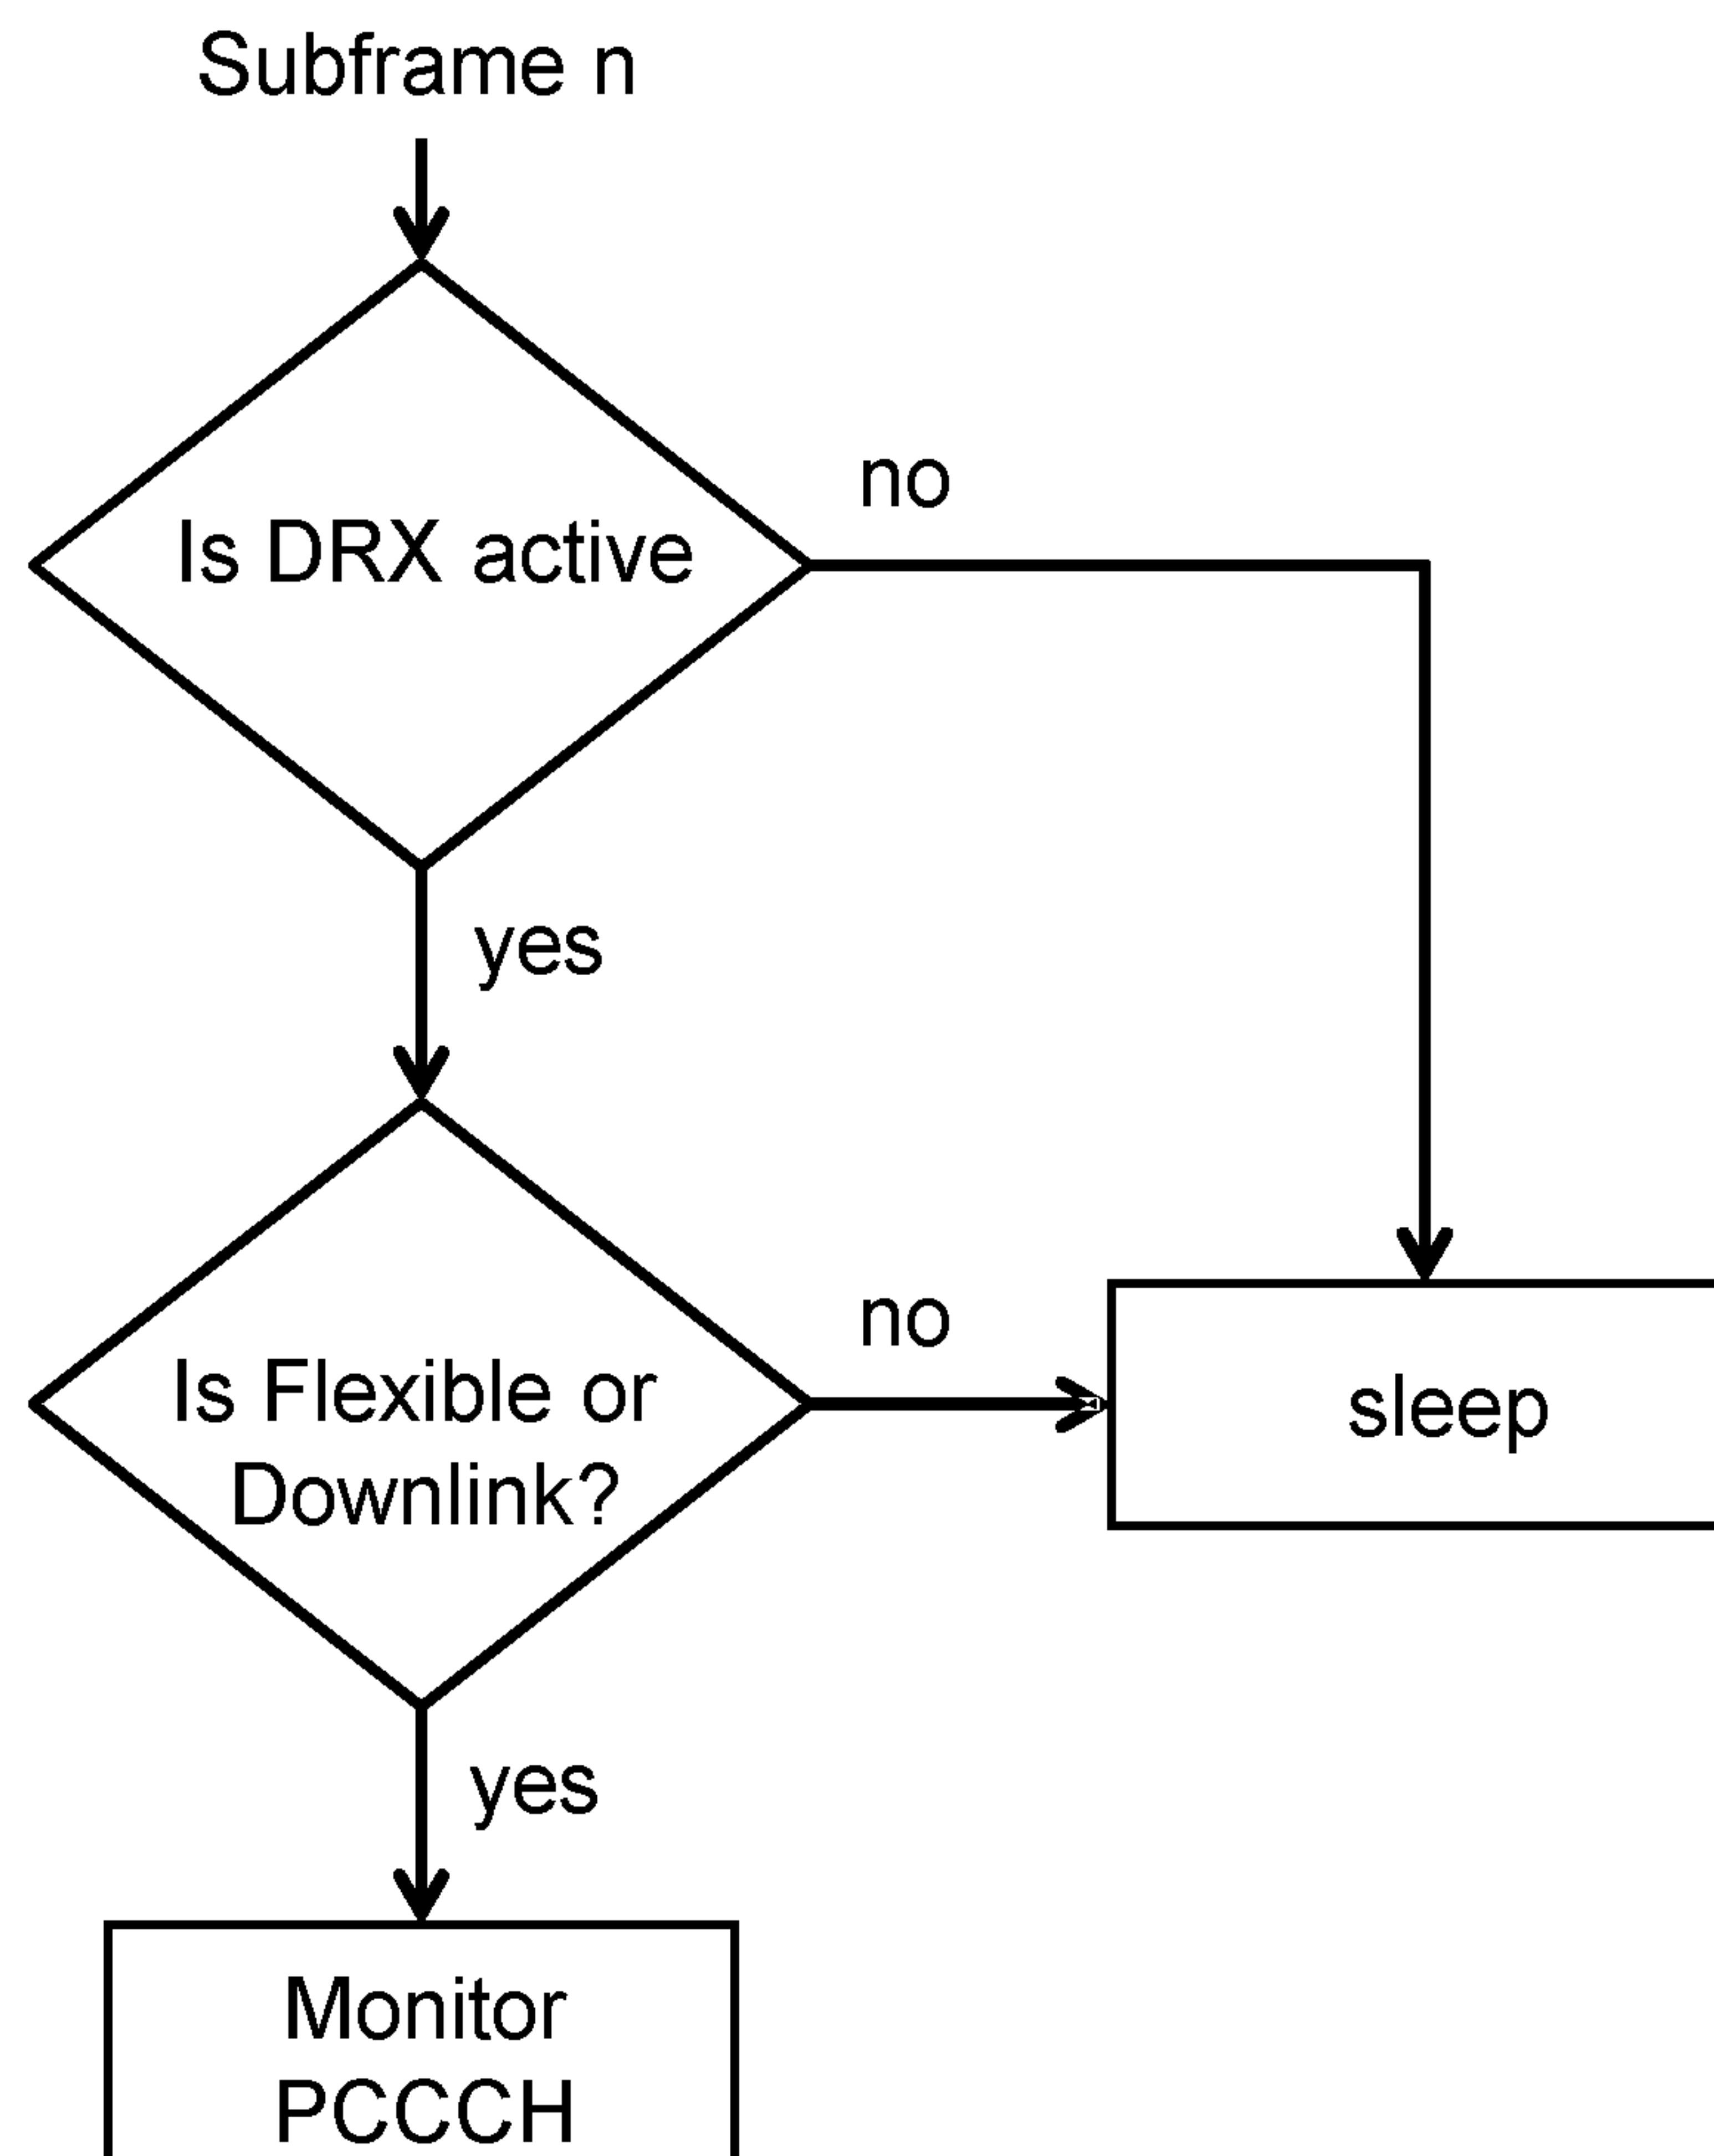 Subframe n
no
Is DRX active
yes
no
Is Flexible or
Downlink?
sleep
yes
Monitor
PCCCH